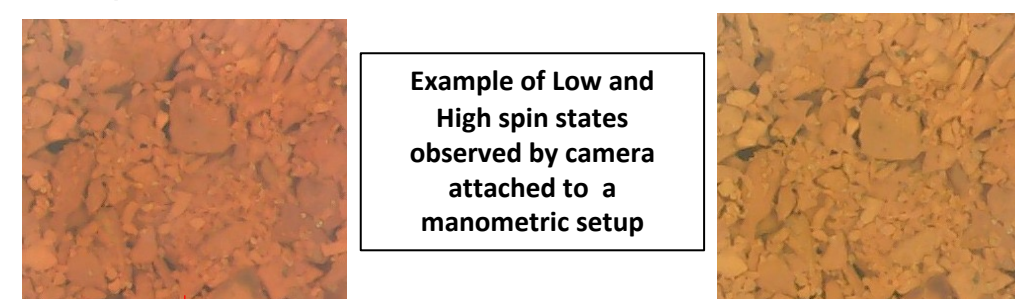 Example of Low and
High spin states
observed by camera
attached to a
manometric setup